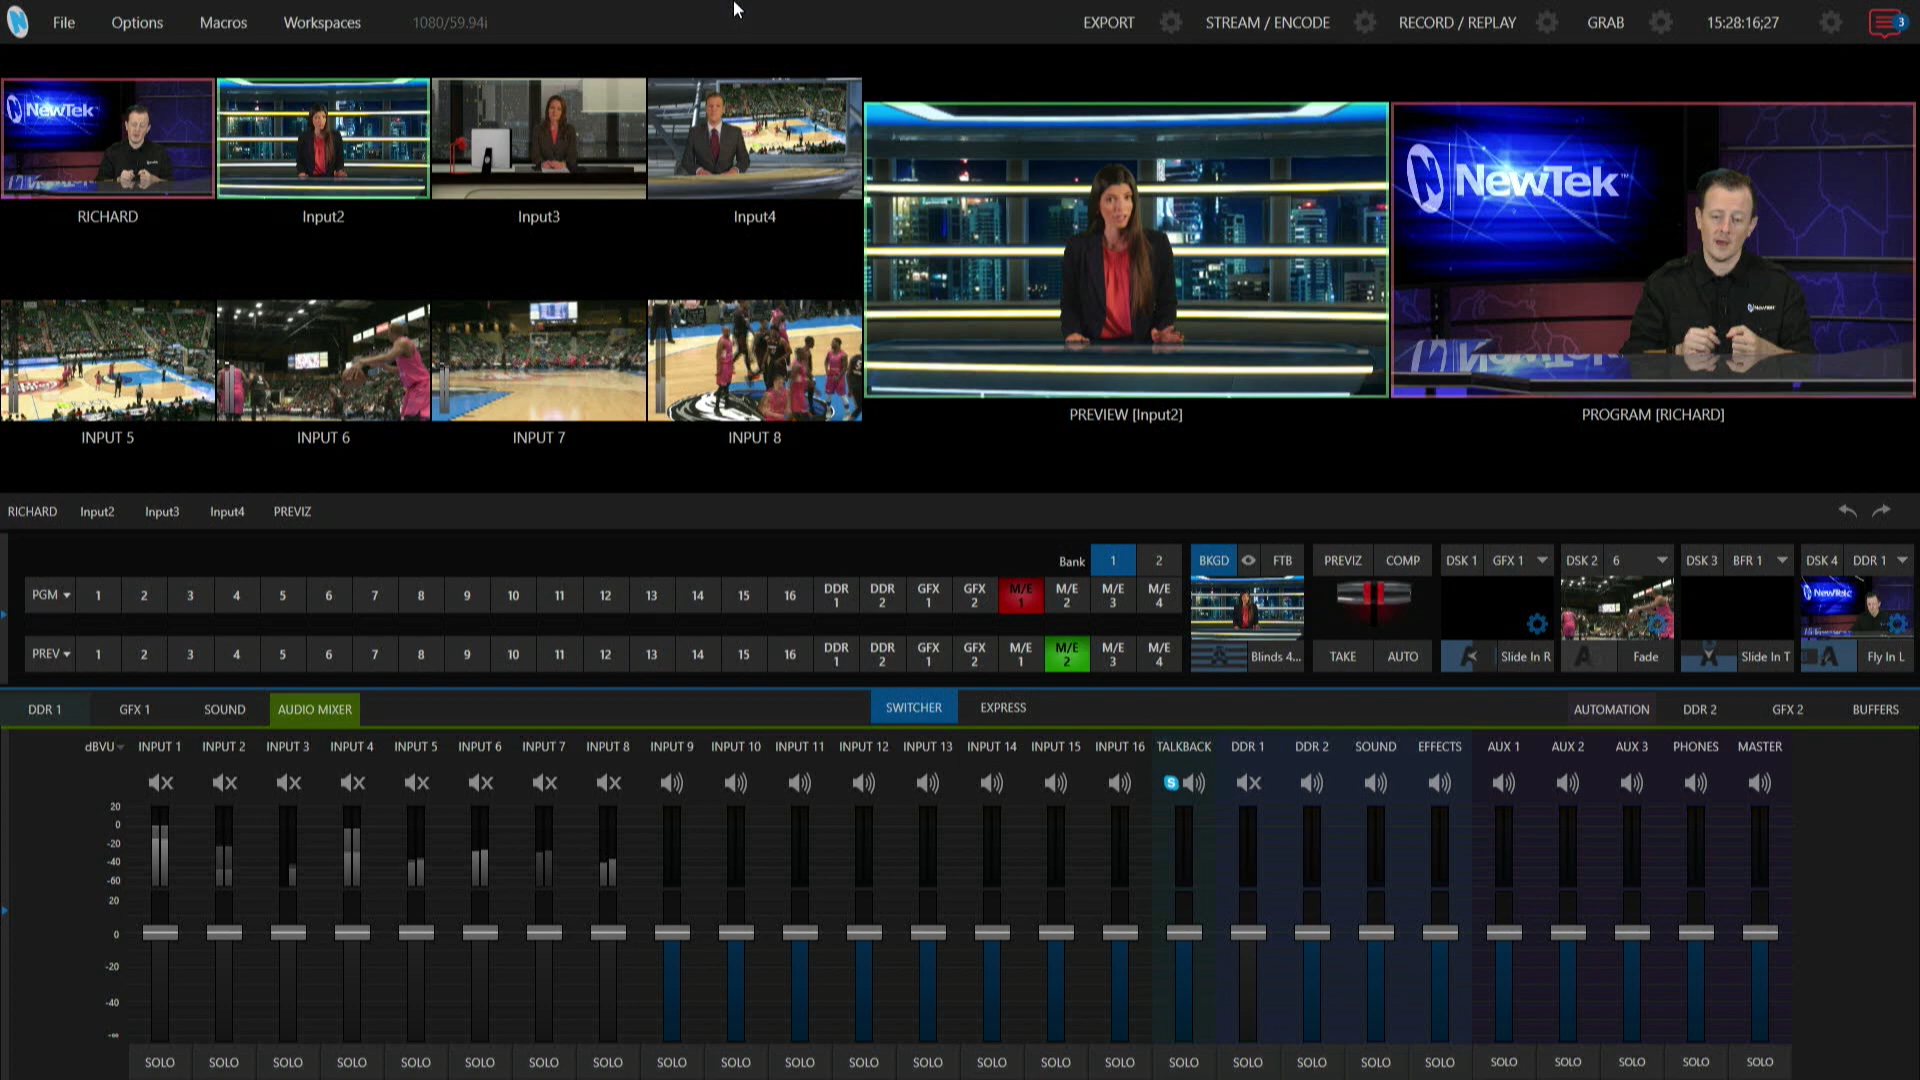 File Options Macros Workspaces 1080/59.94i EXPORT STREAM / ENCODE RECORD / REPLAY GRAB 15:28:16;27 3
NewTek
NewTek™
NewTek
RICHARD Input2 Input3 Input4
INPUT 5 INPUT 6 INPUT 7 INPUT 8
PREVIEW [Input2] PROGRAM [RICHARD]
RICHARD Input2 Input3 Input4 PREVIZ
Bank 1 2 BKGD FTB PREVIZ COMP DSK 1 GFX 1 DSK 2 6 DSK 3 BFR 1 DSK 4 DDR 1
PGM 1 2 3 4 5 6 7 8 9 10 11 12 13 14 15 16 DDR 1 DDR 2 GFX 1 GFX 2 M/E 1 M/E 2 M/E 3 M/E 4
NewTek
PREV 1 2 3 4 5 6 7 8 9 10 11 12 13 14 15 16 DDR 1 DDR 2 GFX 1 GFX 2 M/E 1 M/E 2 M/E 3 M/E 4
Blinds 4... TAKE AUTO Slide In R Fade Slide In T Fly In L
DDR 1 GFX 1 SOUND AUDIO MIXER SWITCHER EXPRESS AUTOMATION DDR 2 GFX 2 BUFFERS
dBVU INPUT 1 INPUT 2 INPUT 3 INPUT 4 INPUT 5 INPUT 6 INPUT 7 INPUT 8 INPUT 9 INPUT 10 INPUT 11 INPUT 12 INPUT 13 INPUT 14 INPUT 15 INPUT 16 TALKBACK DDR 1 DDR 2 SOUND EFFECTS AUX 1 AUX 2 AUX 3 PHONES MASTER
S
20
0
-20
-40
-60
20
0
-20
-40
-∞
SOLO SOLO SOLO SOLO SOLO SOLO SOLO SOLO SOLO SOLO SOLO SOLO SOLO SOLO SOLO SOLO SOLO SOLO SOLO SOLO SOLO SOLO SOLO SOLO SOLO SOLO